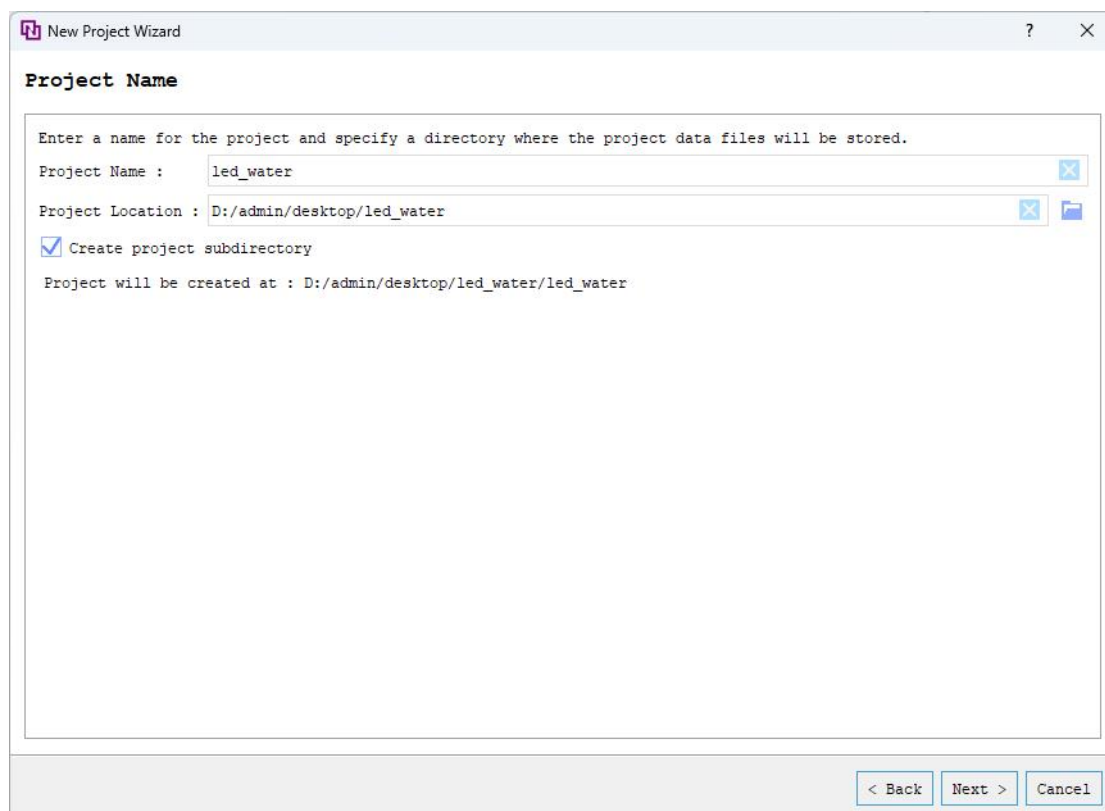 New Project Wizard
?
Project Name
Enter a name for the project and specify a directory where the project data files will be stored.
Project Name : led_water
Project Location : D:/admin/desktop/led_water
Create project subdirectory
Project will be created at : D:/admin/desktop/led_water/led_water
< Back Next > Cancel